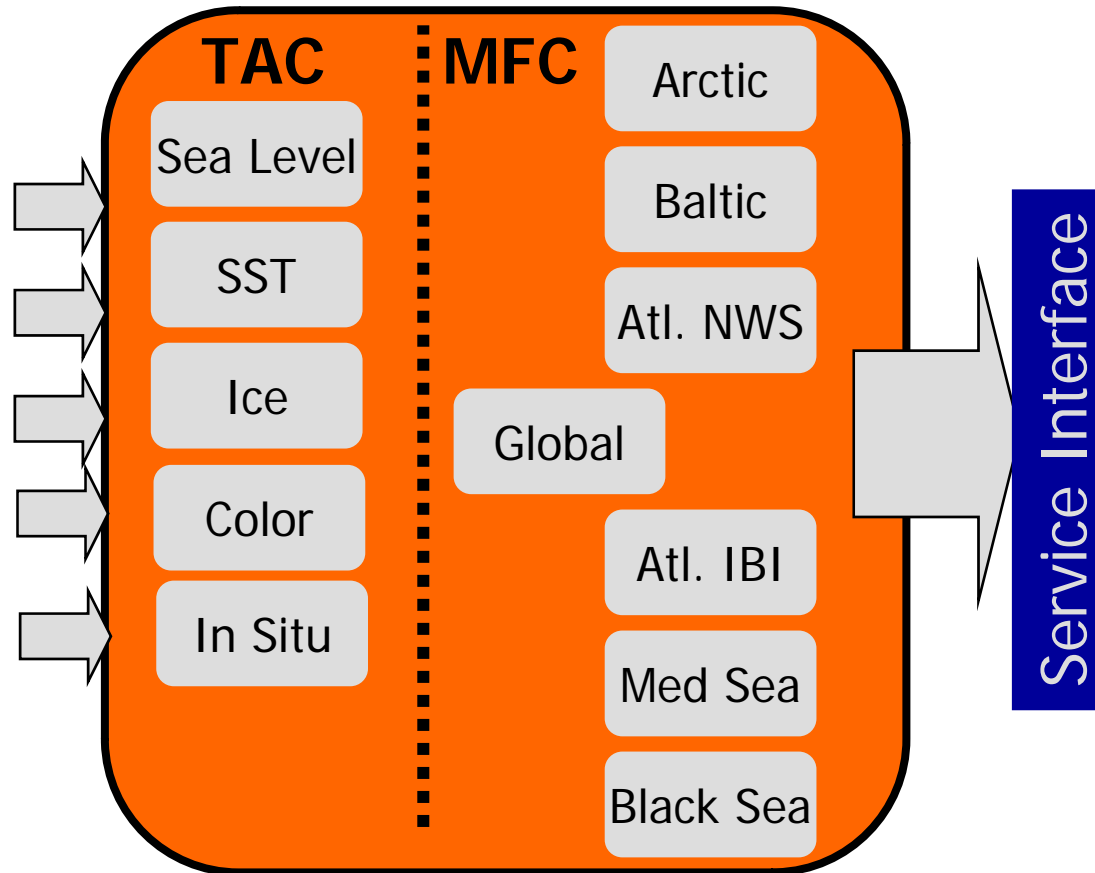 TAC
Sea Level
SST
Ice
Color
In Situ
MFC
Arctic
Baltic
Atl. NWS
Global
Atl. IBI
Med Sea
Black Sea
Service Interface